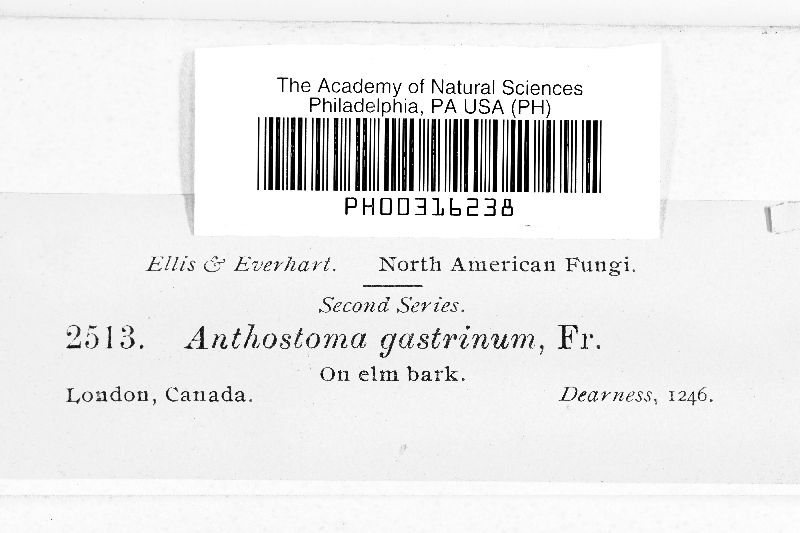 The Academy of Natural Sciences
Philadelphia, PA USA (PH)
PH00316238
Ellis & Everhart. North American Fungi.
Second Series.
2513. Anthostoma gastrinum, Fr.
On elm bark.
London, Canada. Dearness, 1246.